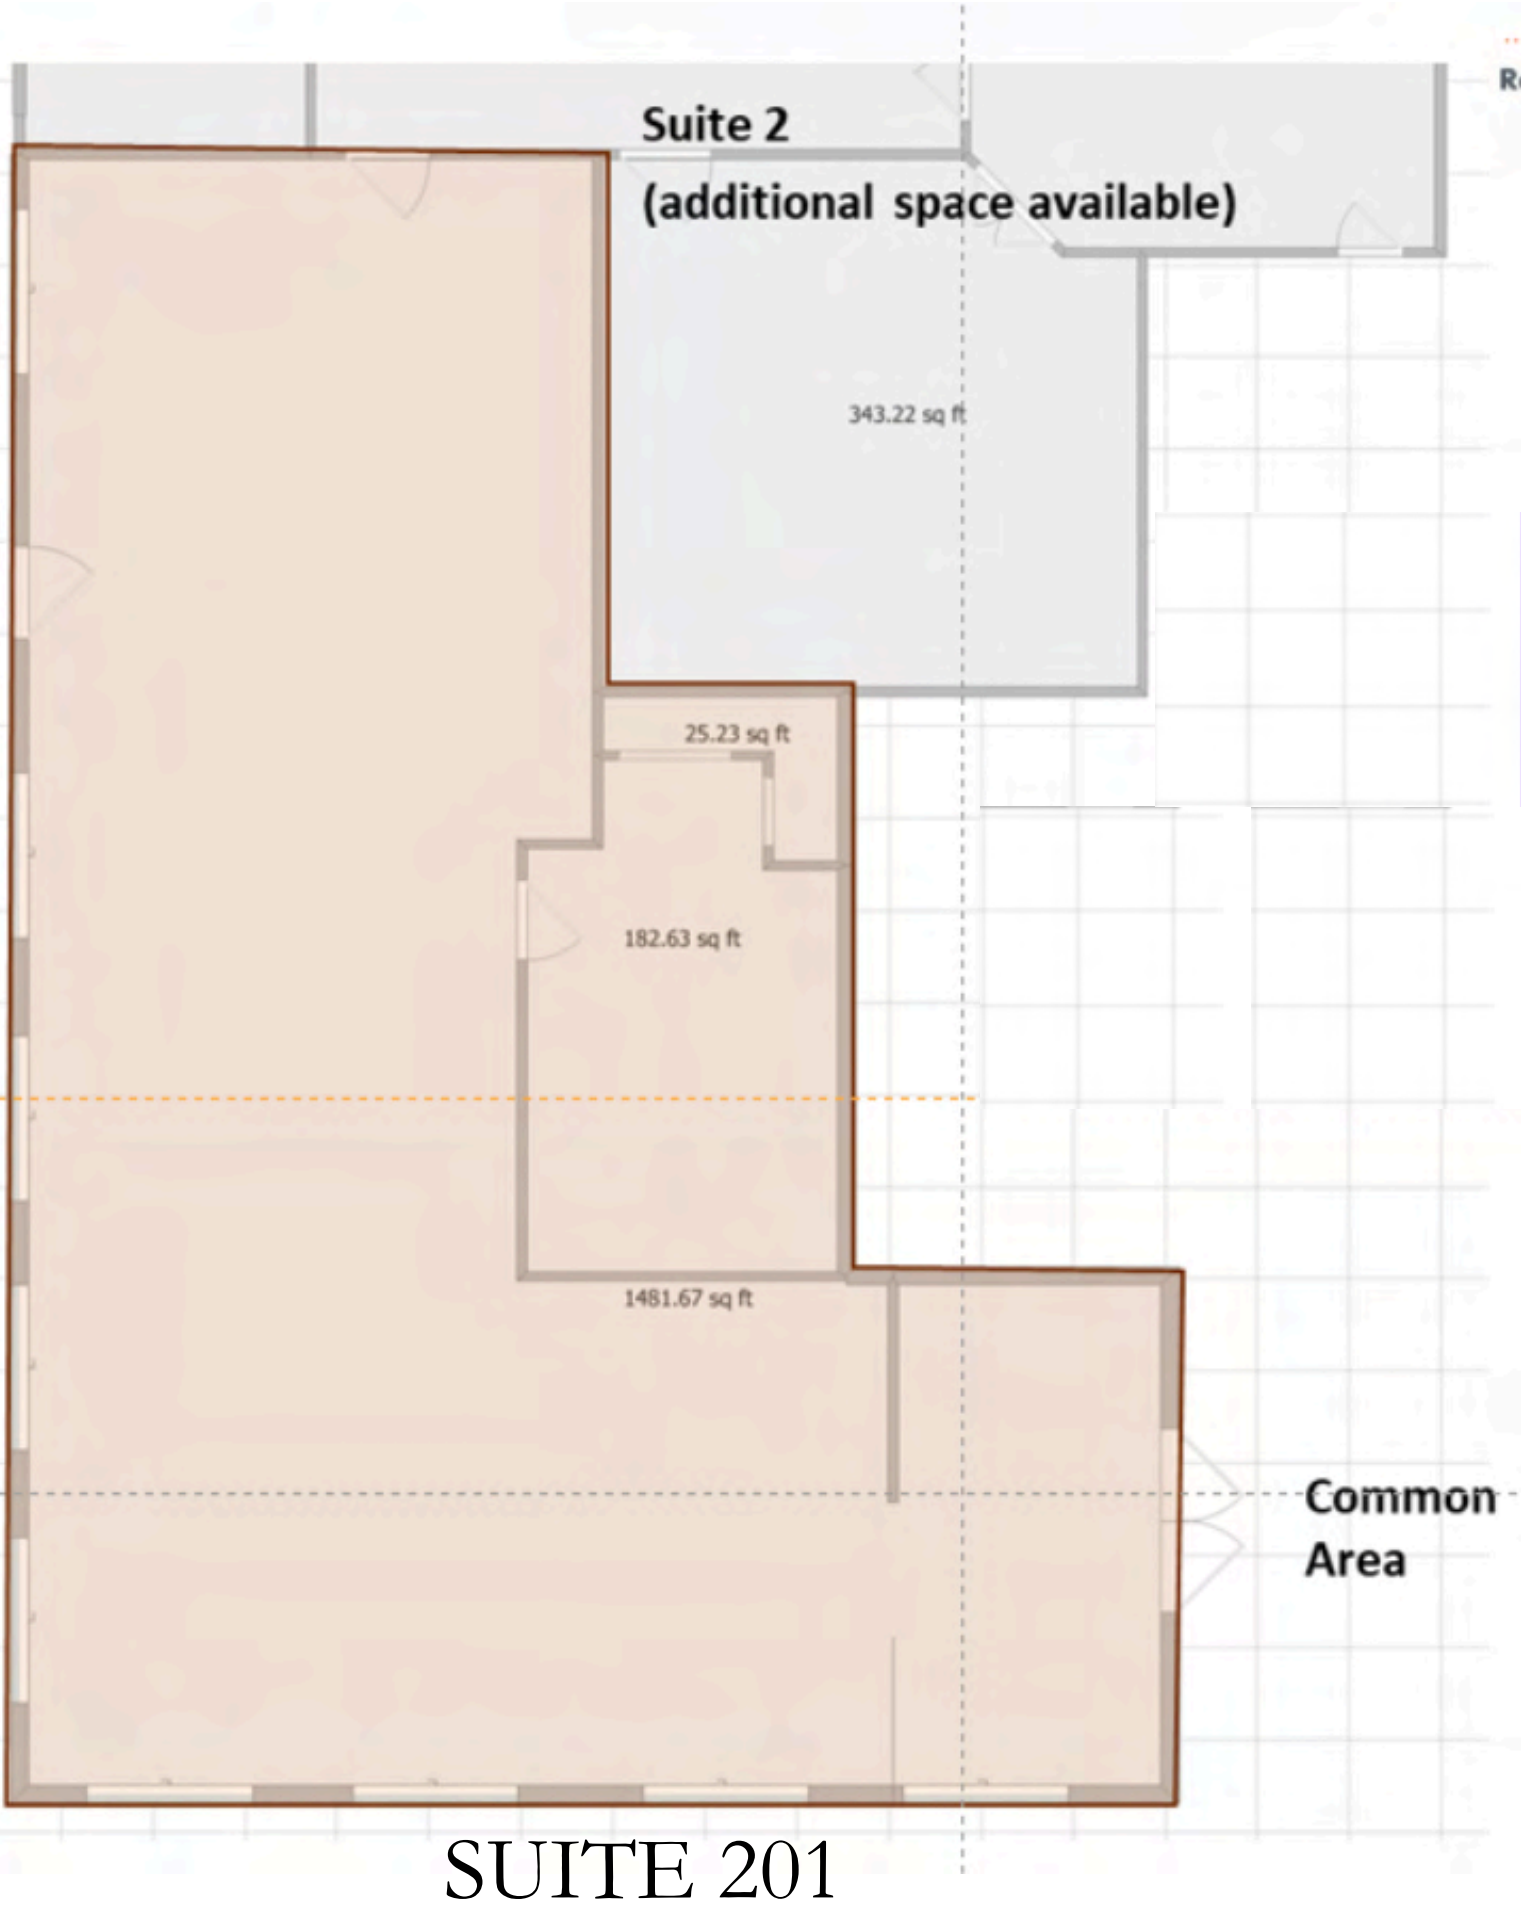 Suite 2
(additional space available)
343.22 sq ft
25.23 sq ft
182.63 sq ft
1481.67 sq ft
Common
Area
SUITE 201